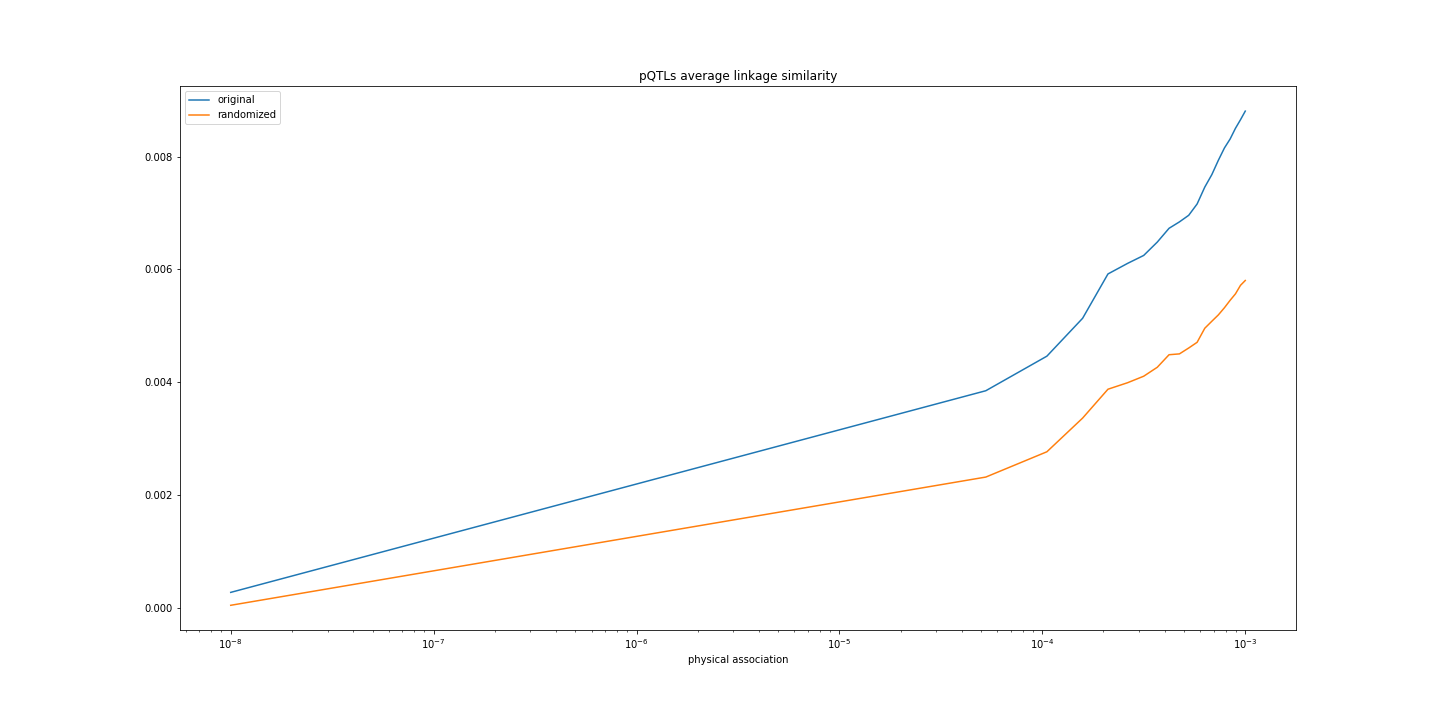 pQTLs average linkage similarity
original
randomized
0.008
0.006
0.004
0.002
0.000
10⁻⁸ 10⁻⁷ 10⁻⁶ 10⁻⁵ 10⁻⁴ 10⁻³
physical association